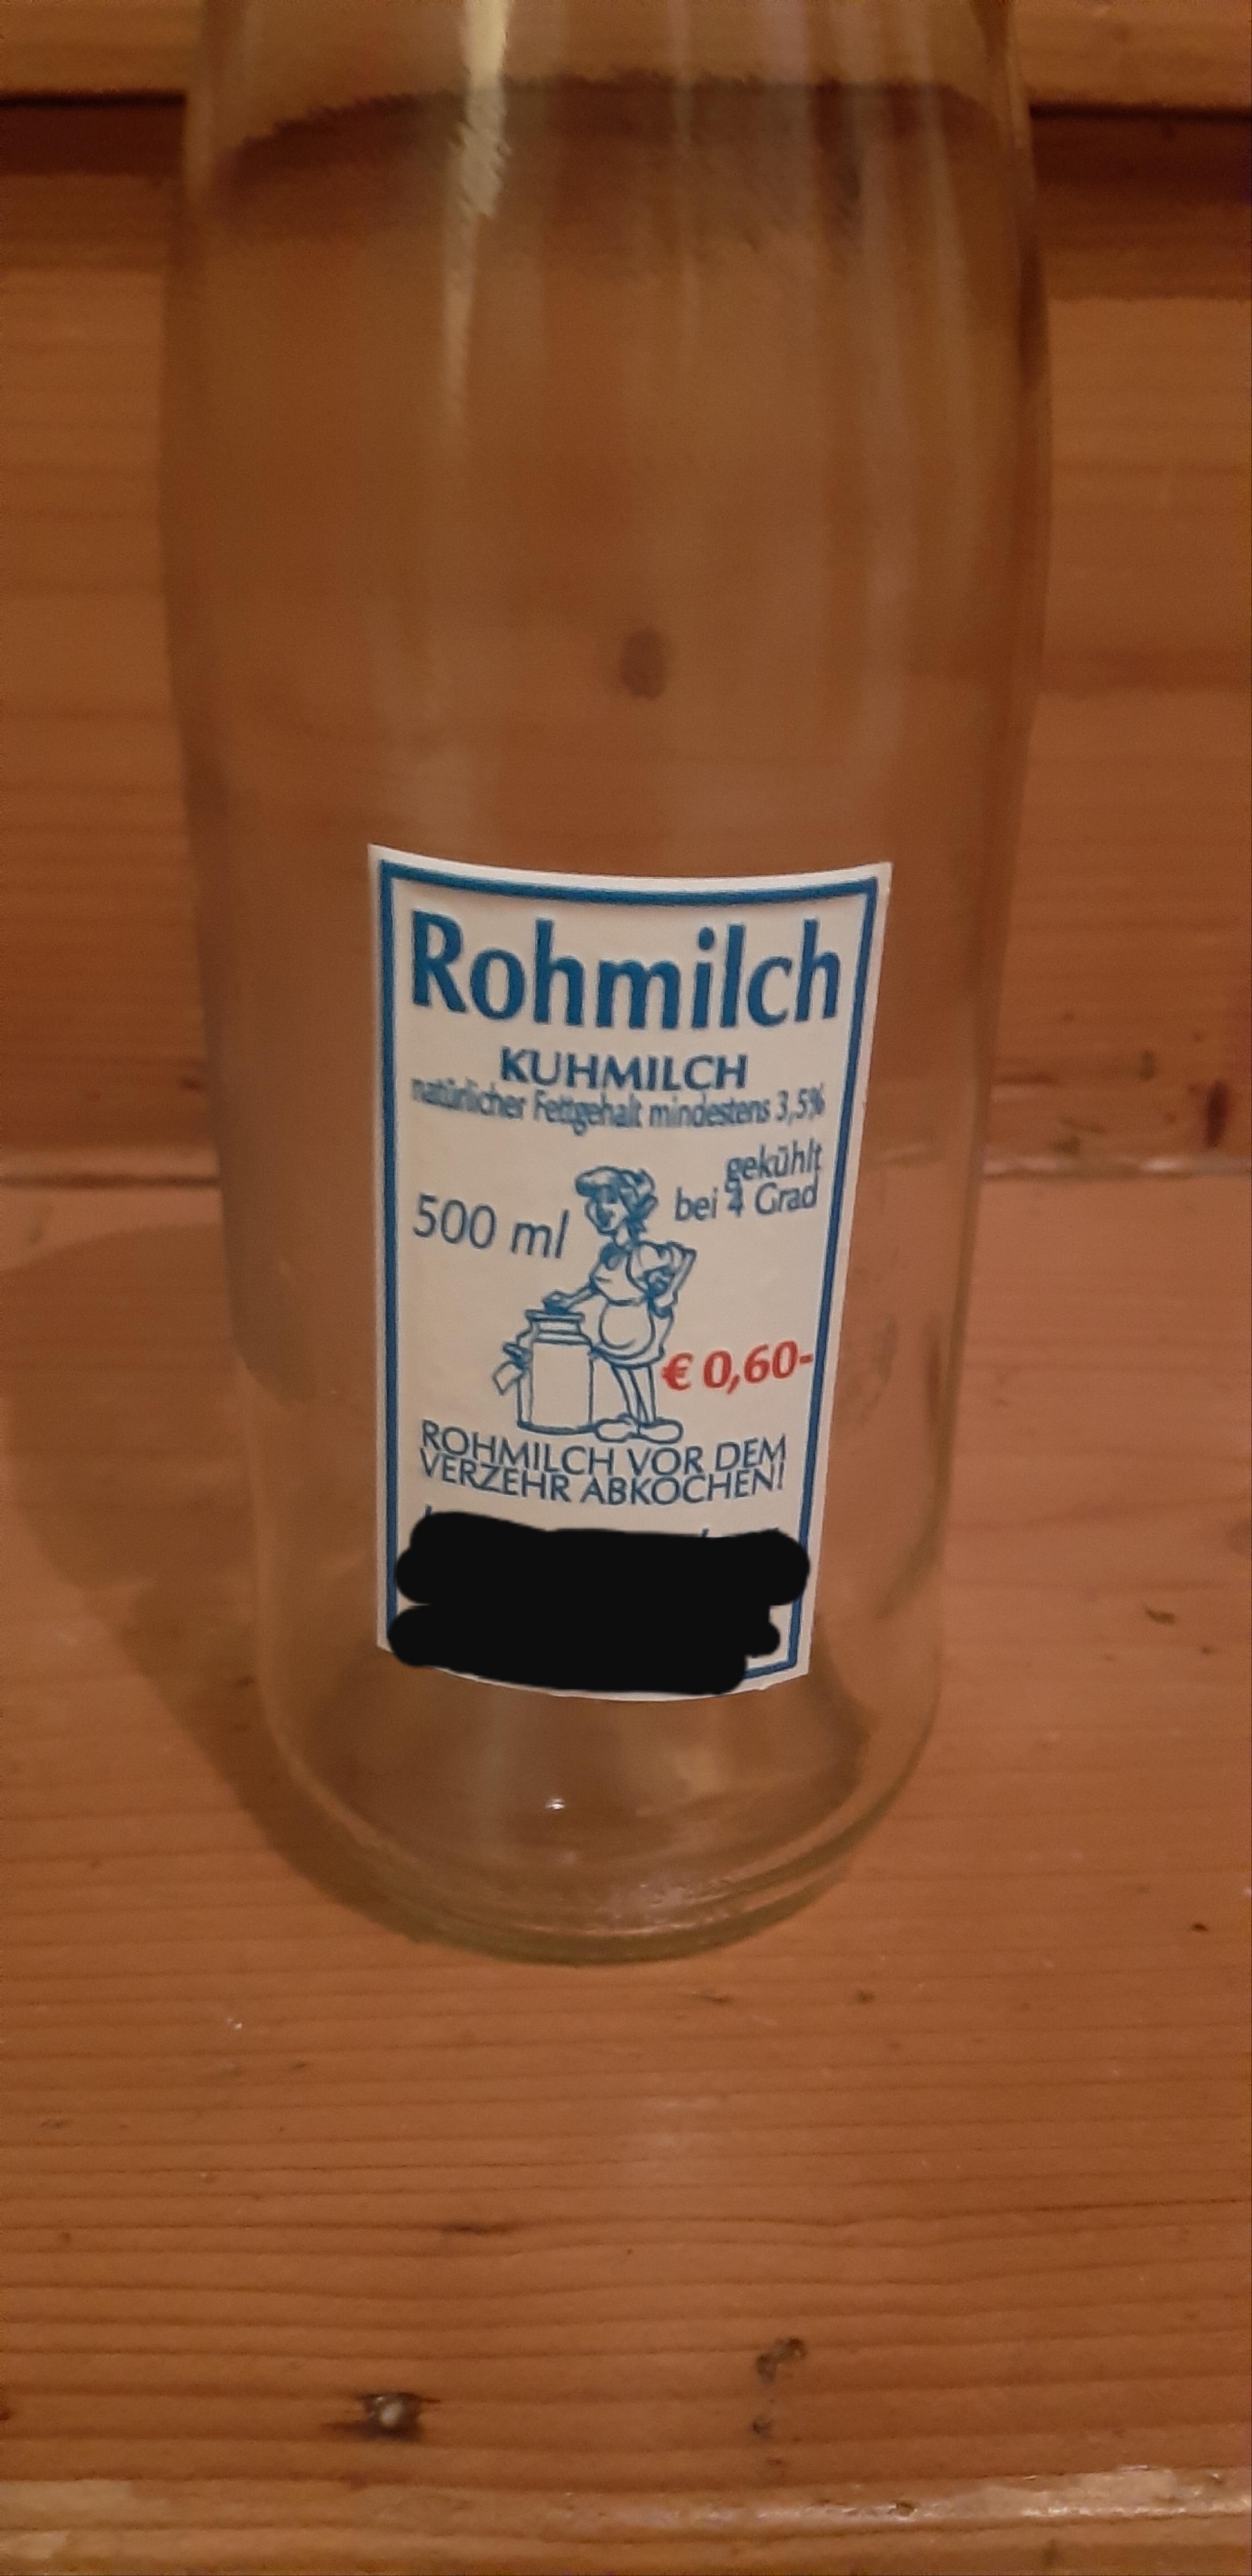 Rohmilch
KUHMILCH
natürlicher Fettgehalt mindestens 3,5%
gekühlt
bei 4 Grad
500 ml
€ 0,60-
ROHMILCH VOR DEM
VERZEHR ABKOCHEN!